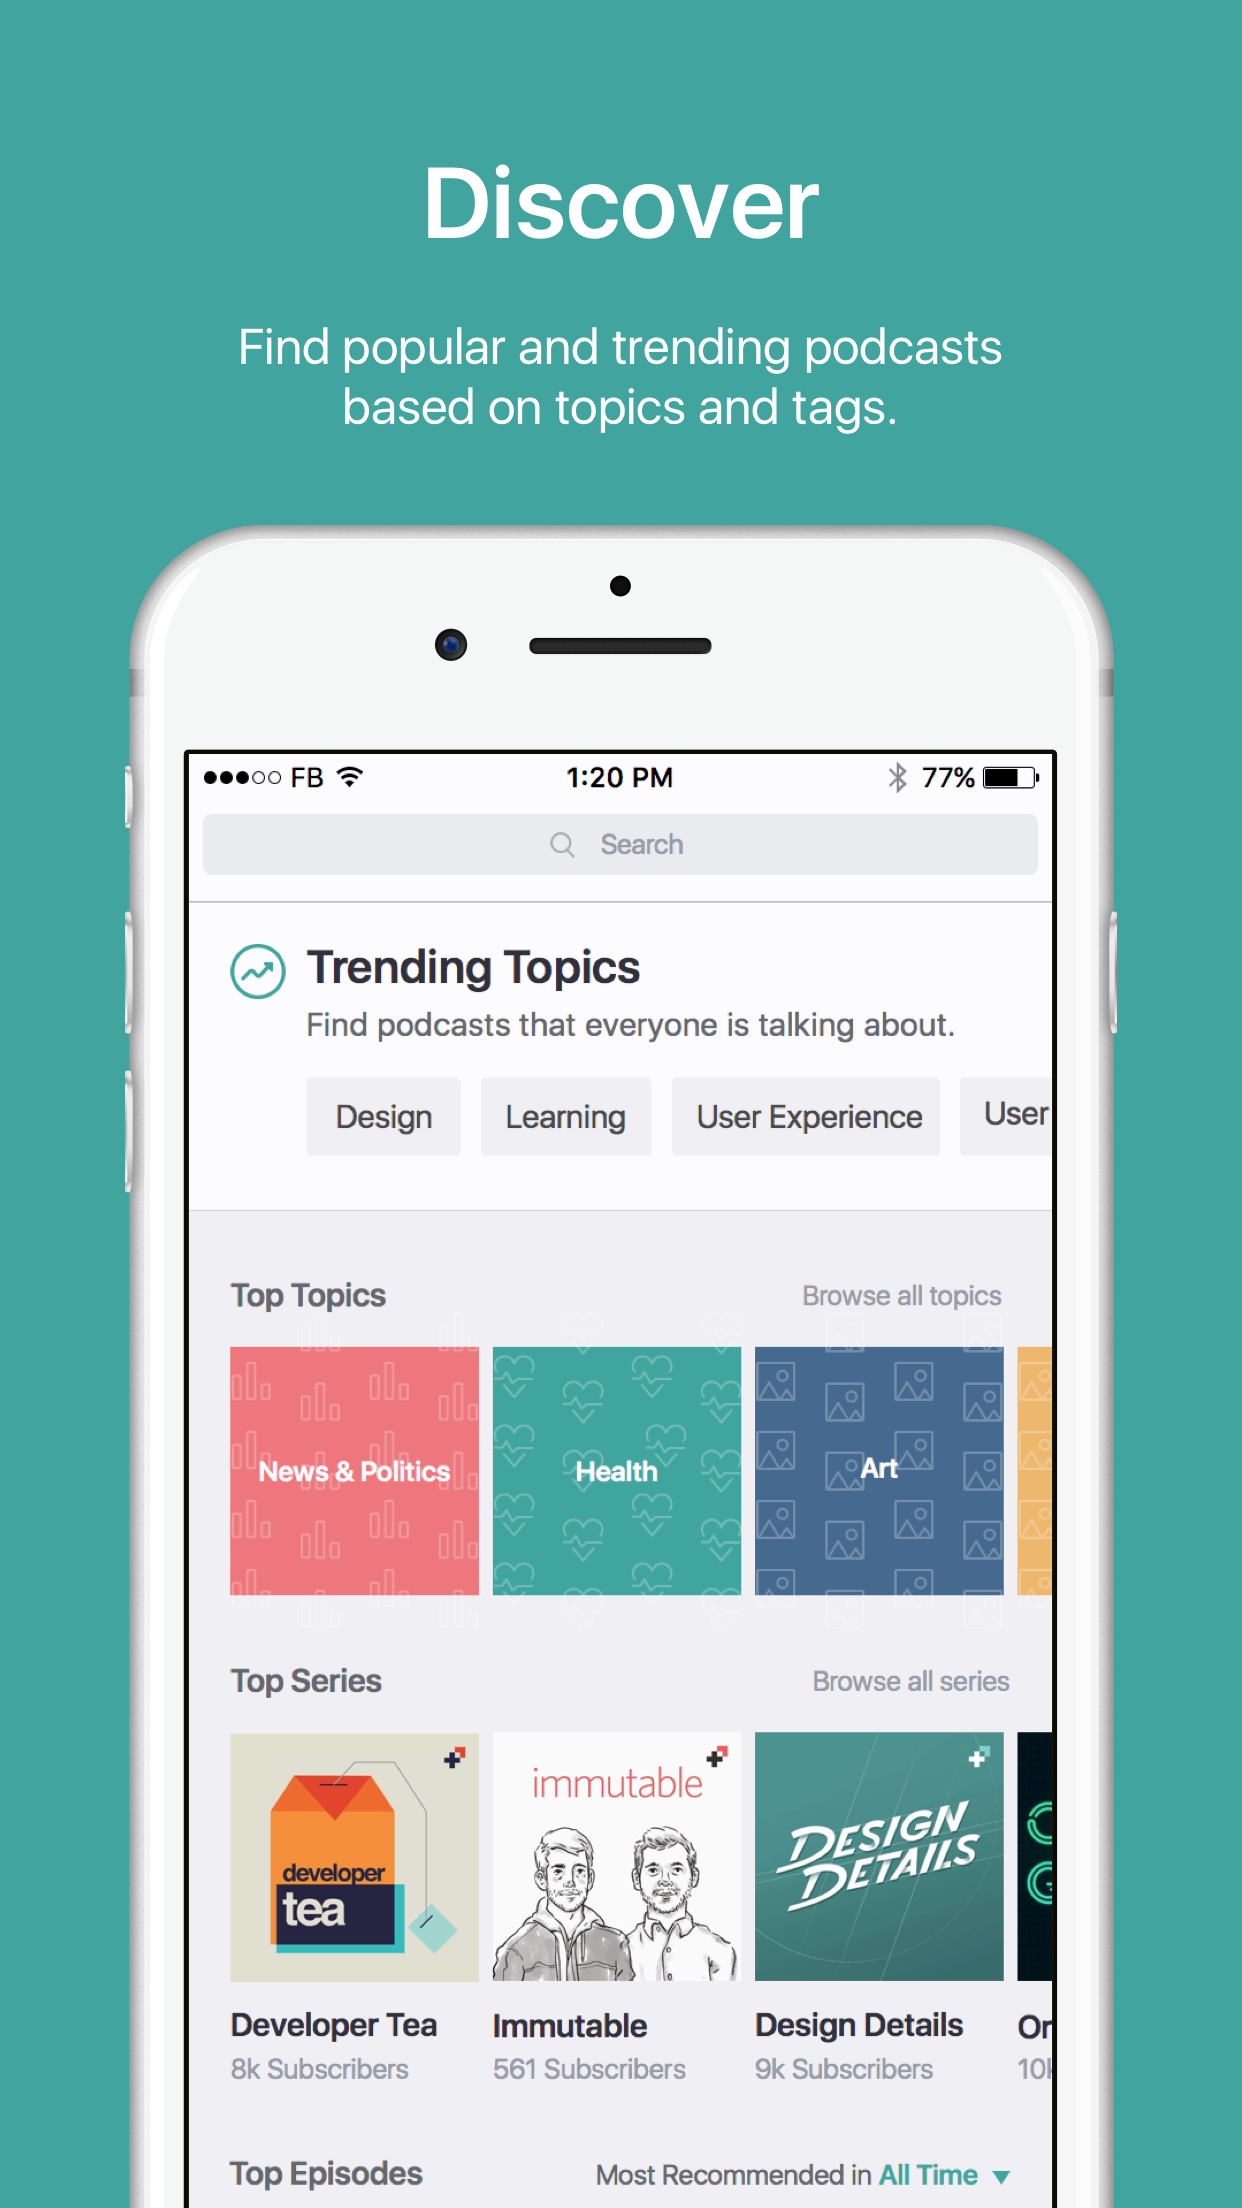 Discover
Find popular and trending podcasts
based on topics and tags.
FB 1:20 PM 77%
Search
Trending Topics
Find podcasts that everyone is talking about.
Design Learning User Experience User
Top Topics Browse all topics
News & Politics Health Art
Top Series Browse all series
developer
tea
immutable
DESIGN
DETAILS
Developer Tea Immutable Design Details Or
8k Subscribers 561 Subscribers 9k Subscribers 10k
Top Episodes Most Recommended in All Time